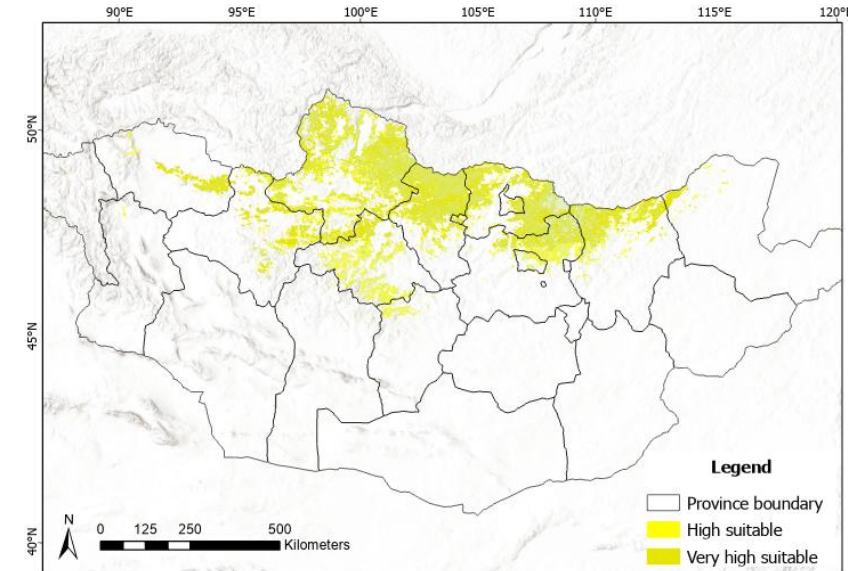 90°E 95°E 100°E 105°E 110°E 115°E 120°E
50°N
45°N
40°N
N
0 125 250 500
Kilometers
Legend
Province boundary
High suitable
Very high suitable